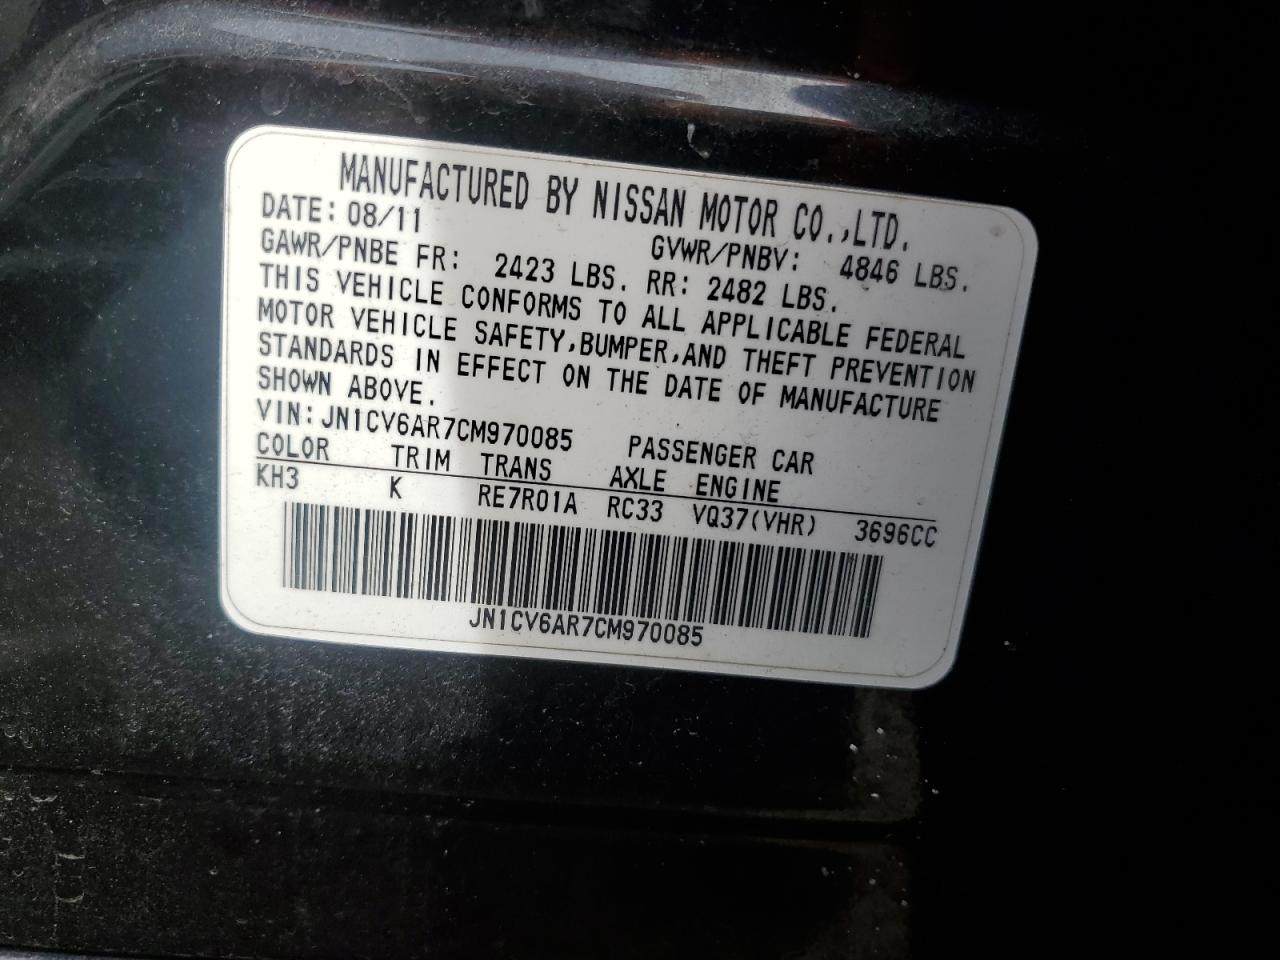 MANUFACTURED BY NISSAN MOTOR CO.,LTD.
DATE: 08/11 GVWR/PNBV: 4846 LBS.
GAWR/PNBE FR: 2423 LBS. RR: 2482 LBS.
THIS VEHICLE CONFORMS TO ALL APPLICABLE FEDERAL
MOTOR VEHICLE SAFETY,BUMPER,AND THEFT PREVENTION
STANDARDS IN EFFECT ON THE DATE OF MANUFACTURE
SHOWN ABOVE.
VIN: JN1CV6AR7CM970085 PASSENGER CAR
COLOR TRIM TRANS AXLE ENGINE
KH3 K RE7R01A RC33 VQ37(VHR) 3696CC
JN1CV6AR7CM970085